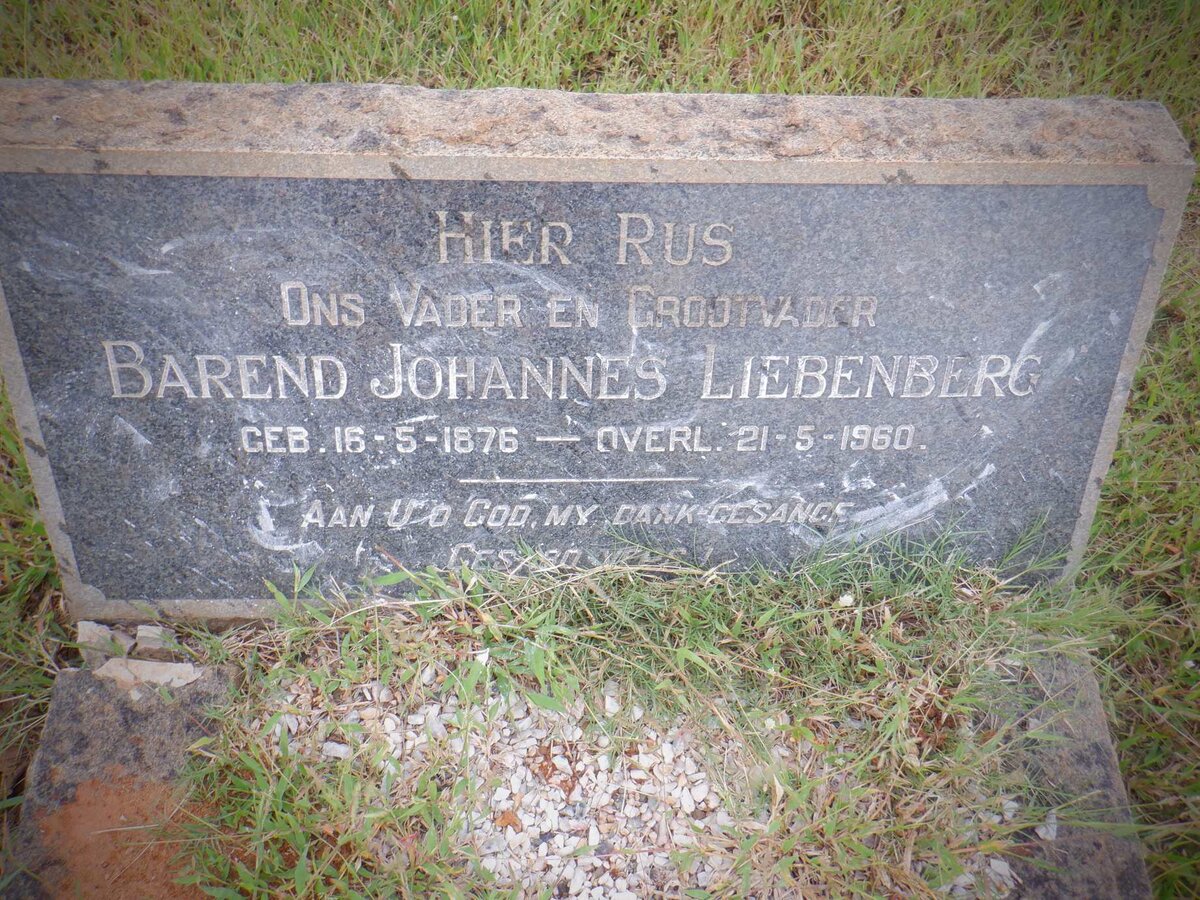 HIER RUS
ONS VADER EN GROOTVADER
BAREND JOHANNES LIEBENBERG
GEB. 16-5-1876 — OVERL. 21-5-1960.
AAN U O GOD, MY DANK-GESANGE